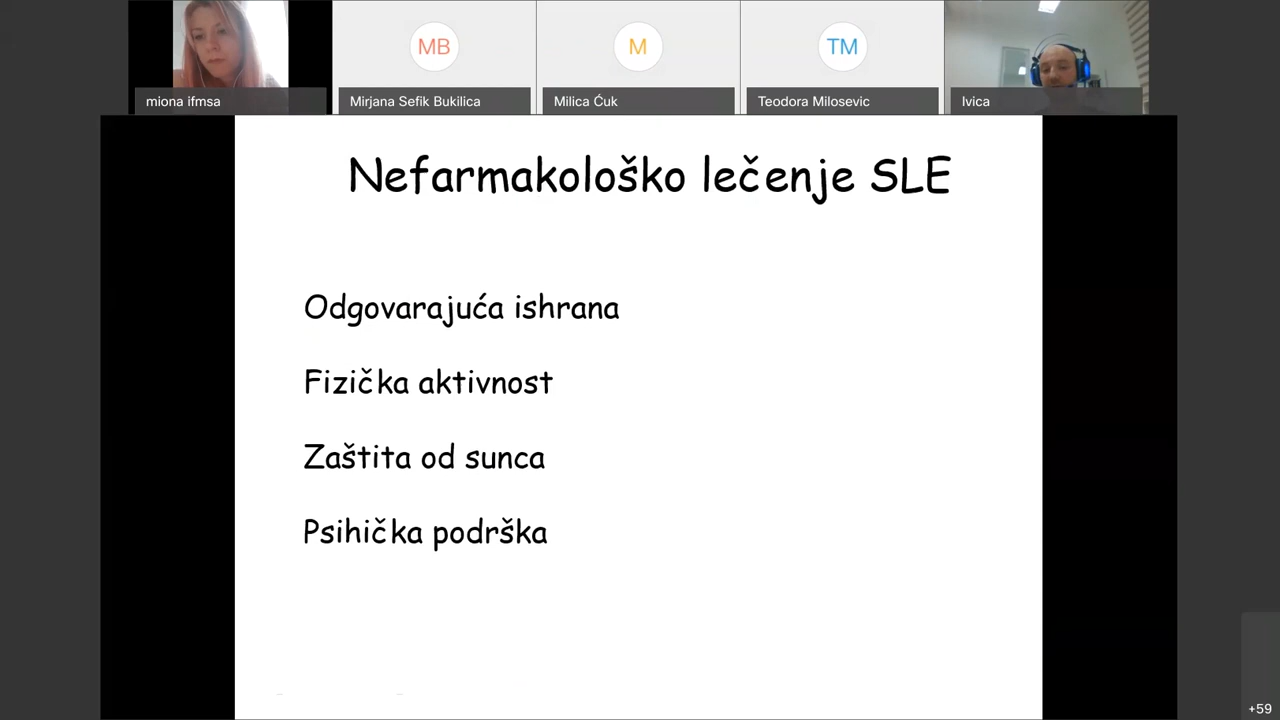 MB
M
TM
miona ifmsa
Mirjana Sefik Bukilica
Milica Ćuk
Teodora Milosevic
Ivica
Nefarmakološko lečenje SLE
Odgovarajuća ishrana
Fizička aktivnost
Zaštita od sunca
Psihička podrška
+59